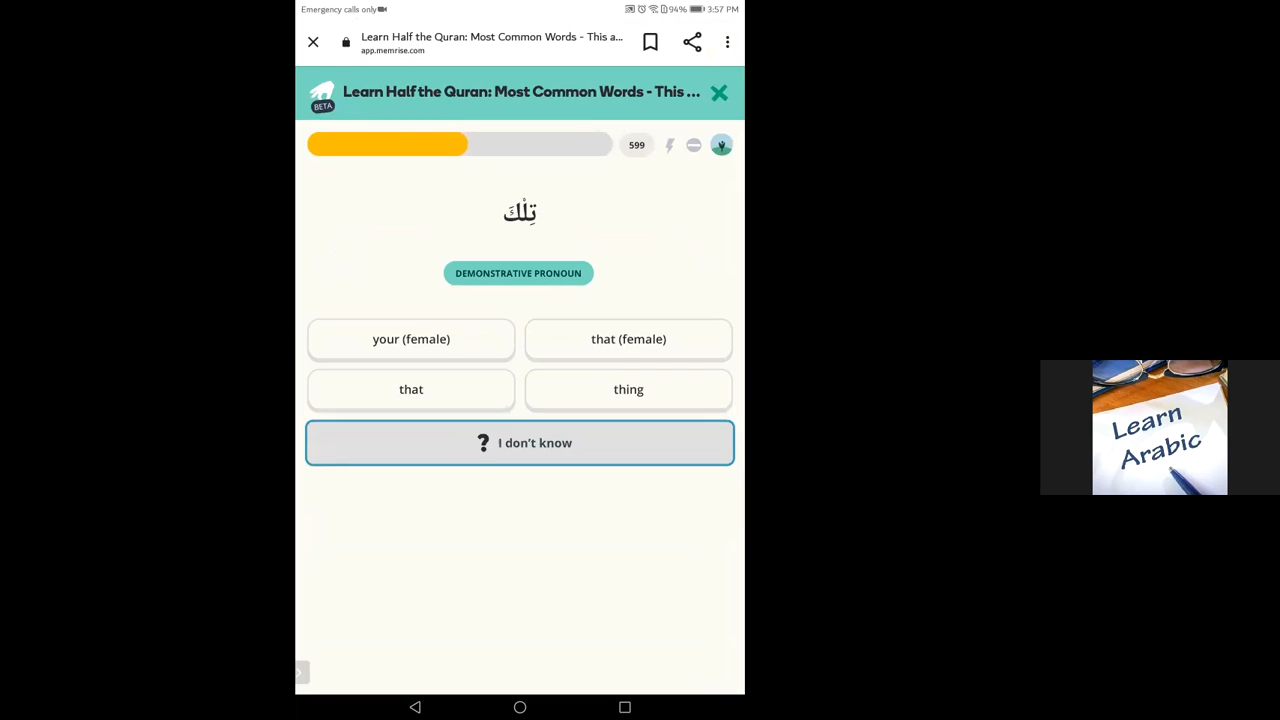 Emergency calls only
94% 3:57 PM
Learn Half the Quran: Most Common Words - This a...
app.memrise.com
BETA
Learn Half the Quran: Most Common Words - This ...
599
تِلْكَ
DEMONSTRATIVE PRONOUN
your (female)
that (female)
that
thing
? I don't know
Learn
Arabic